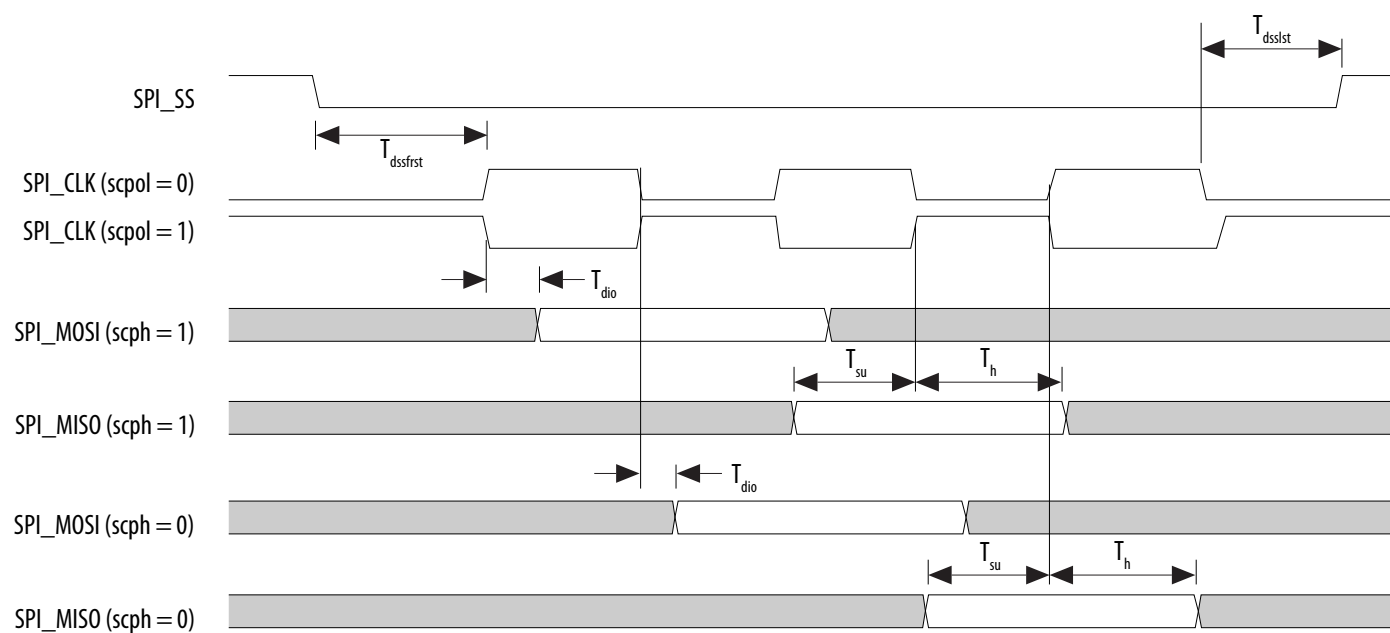 T_dsslst
SPI_SS
T_dssfrst
SPI_CLK (scpol = 0)
SPI_CLK (scpol = 1)
T_dio
SPI_MOSI (scph = 1)
T_su
T_h
SPI_MISO (scph = 1)
T_dio
SPI_MOSI (scph = 0)
T_su
T_h
SPI_MISO (scph = 0)